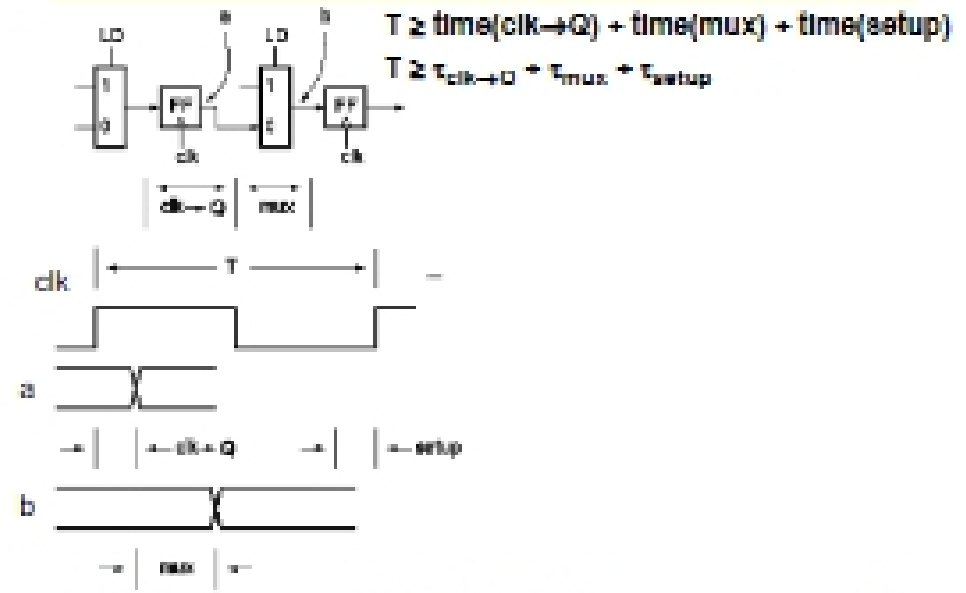 T ≥ time(clk→Q) + time(mux) + time(setup)
T ≥ τclk→Q + τmux + τsetup
a b
LD LD
1 1
0 0
FF FF
clk clk
clk→Q mux
T
clk
a
clk→Q setup
b
mux